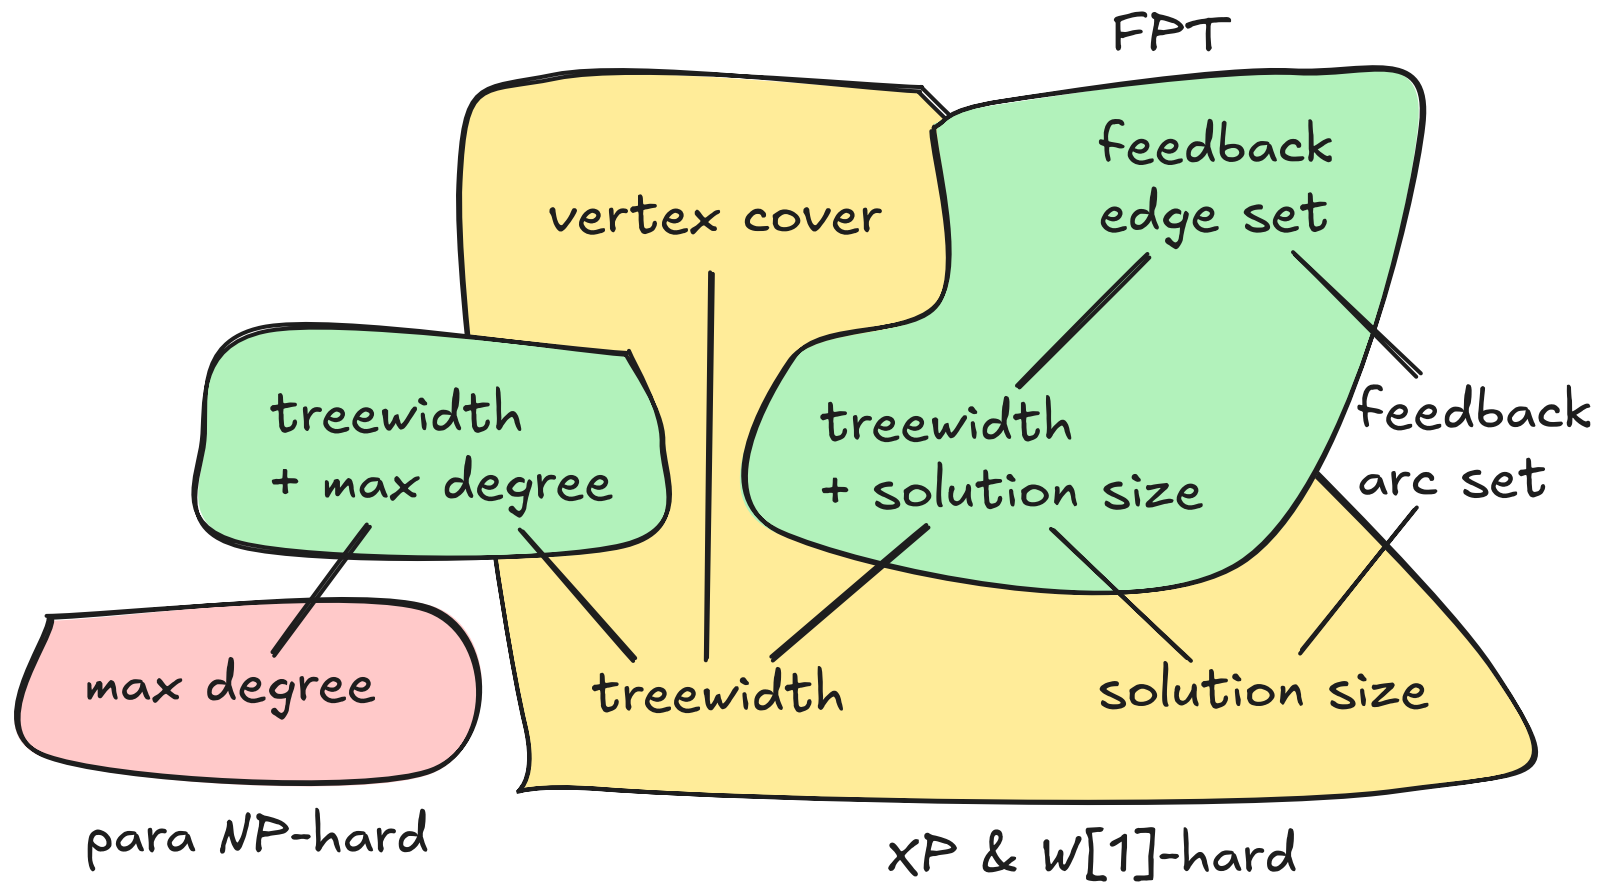 FPT
feedback
edge set
vertex cover
treewidth
+ max degree
treewidth
+ solution size
feedback
arc set
max degree
treewidth
solution size
para NP-hard
XP & W[1]-hard